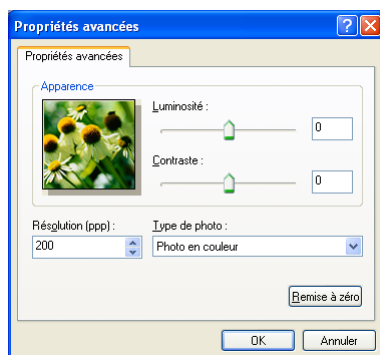 Propriétés avancées
Propriétés avancées
Apparence
Luminosité :
0
Contraste :
0
Résolution (ppp) :
Type de photo :
200
Photo en couleur
Remise à zéro
OK
Annuler